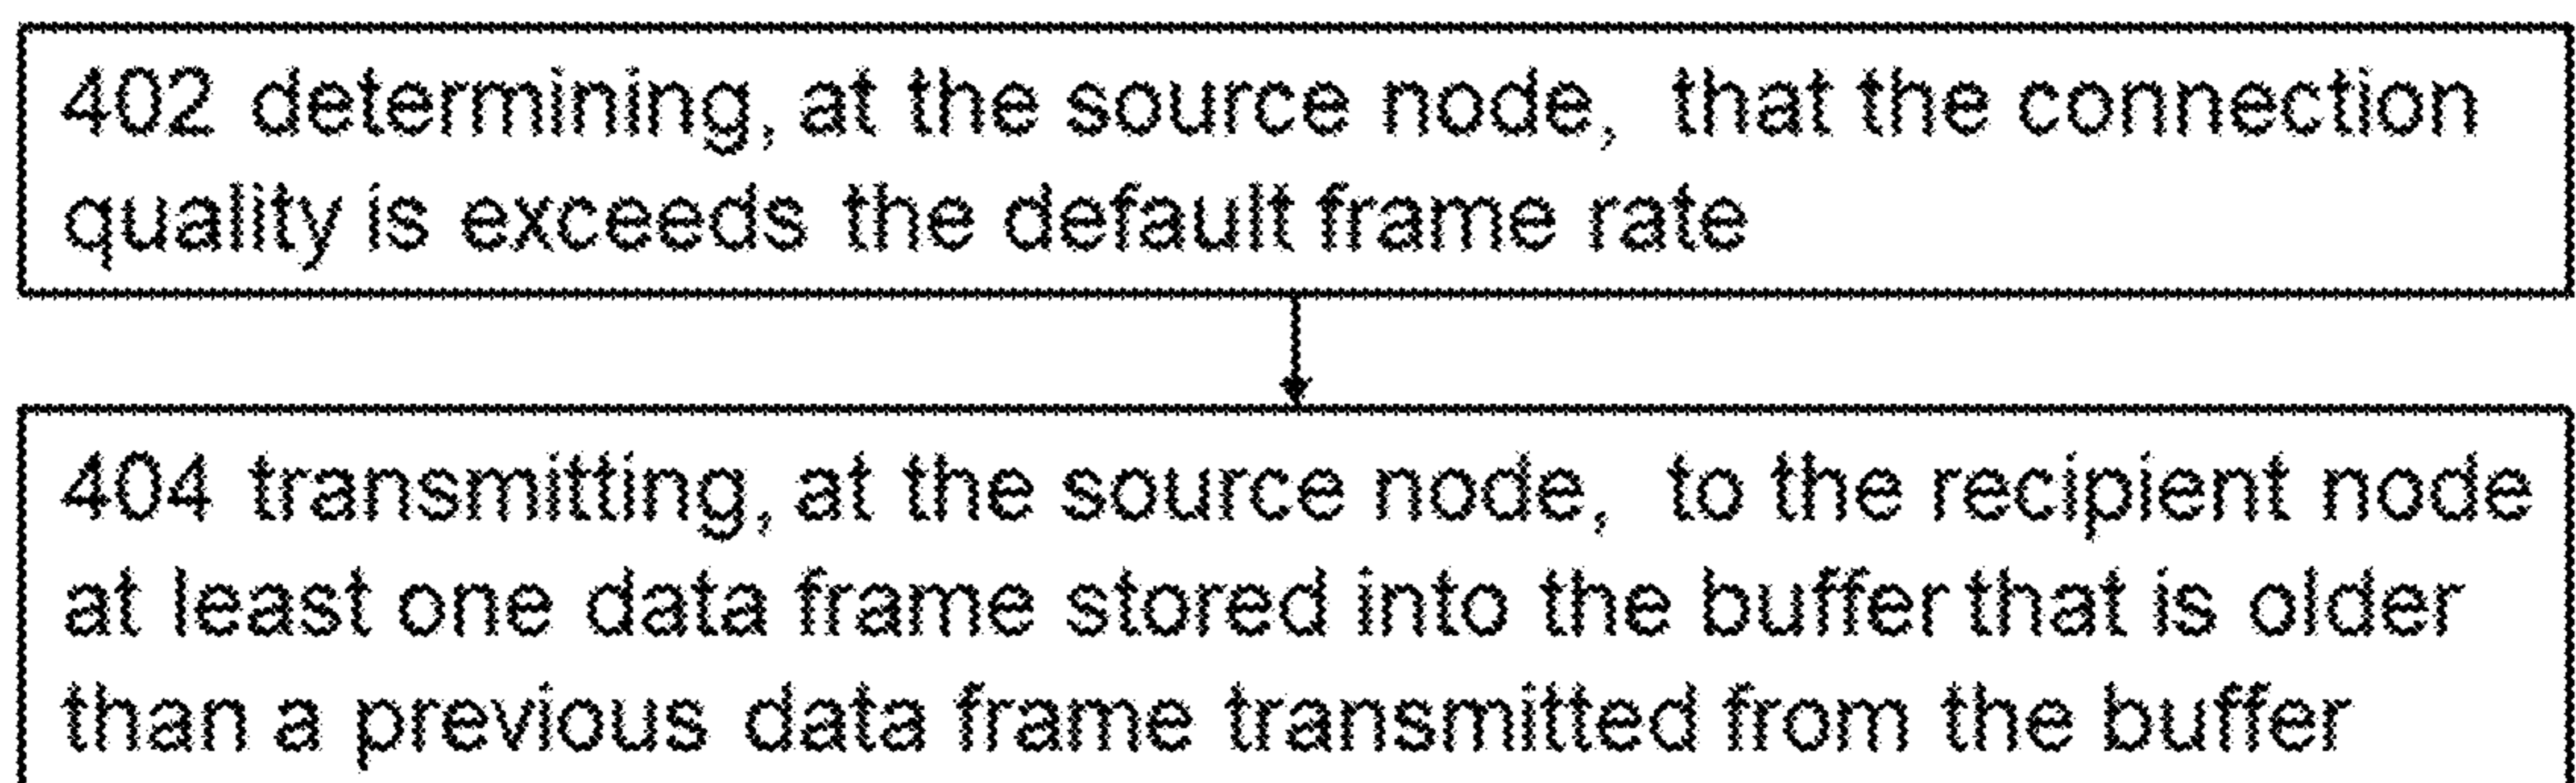 402 determining, at the source node, that the connection
quality is exceeds the default frame rate
404 transmitting, at the source node, to the recipient node
at least one data frame stored into the buffer that is older
than a previous data frame transmitted from the buffer